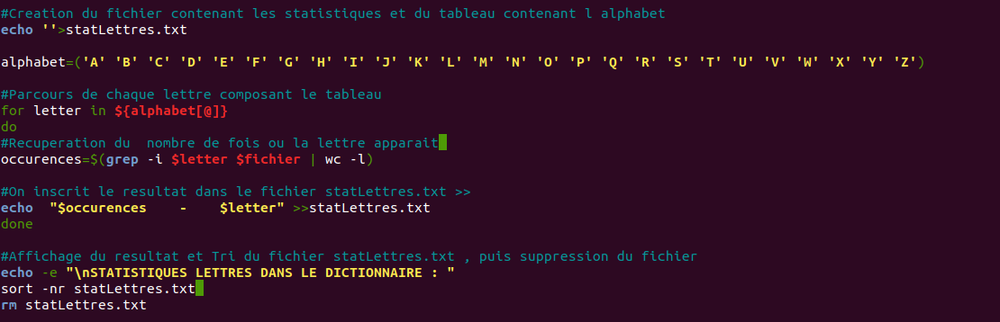 #Creation du fichier contenant les statistiques et du tableau contenant l alphabet
echo ''>statLettres.txt
alphabet=('A' 'B' 'C' 'D' 'E' 'F' 'G' 'H' 'I' 'J' 'K' 'L' 'M' 'N' 'O' 'P' 'Q' 'R' 'S' 'T' 'U' 'V' 'W' 'X' 'Y' 'Z')
#Parcours de chaque lettre composant le tableau
for letter in ${alphabet[@]}
do
#Recuperation du  nombre de fois ou la lettre apparait
occurences=$(grep -i $letter $fichier | wc -l)
#On inscrit le resultat dans le fichier statLettres.txt >>
echo  "$occurences    -    $letter" >>statLettres.txt
done
#Affichage du resultat et Tri du fichier statLettres.txt , puis suppression du fichier
echo -e "\nSTATISTIQUES LETTRES DANS LE DICTIONNAIRE : "
sort -nr statLettres.txt
rm statLettres.txt